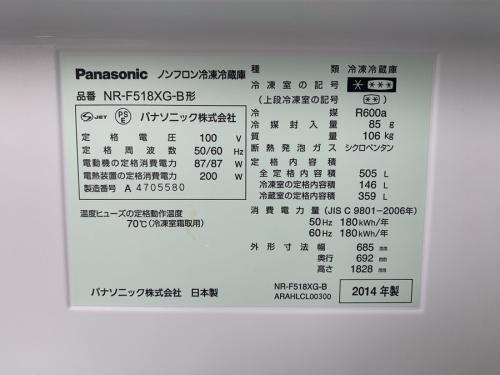 Panasonic ノンフロン冷凍冷蔵庫
品番 NR-F518XG-B形
S JET PS E パナソニック株式会社
定格電圧 100 V
定格周波数 50/60 Hz
電動機の定格消費電力 87/87 W
電熱装置の定格消費電力 200 W
製造番号 A 4705580
温度ヒューズの定格動作温度
70℃(冷凍室霜取用)
パナソニック株式会社 日本製
種類 冷凍冷蔵庫
冷凍室の記号 * ***
(上段冷凍室の記号 **)
冷媒 R600a
冷媒封入量 85 g
質量 106 kg
断熱発泡ガス シクロペンタン
定格内容積
全定格内容積 505 L
冷凍室の定格内容積 146 L
冷蔵室の定格内容積 359 L
消費電力量(JIS C 9801-2006年)
50Hz 180kWh/年
60Hz 180kWh/年
外形寸法 幅 685 mm
奥行 692 mm
高さ 1828 mm
NR-F518XG-B
ARAHLCL00300
2014年製